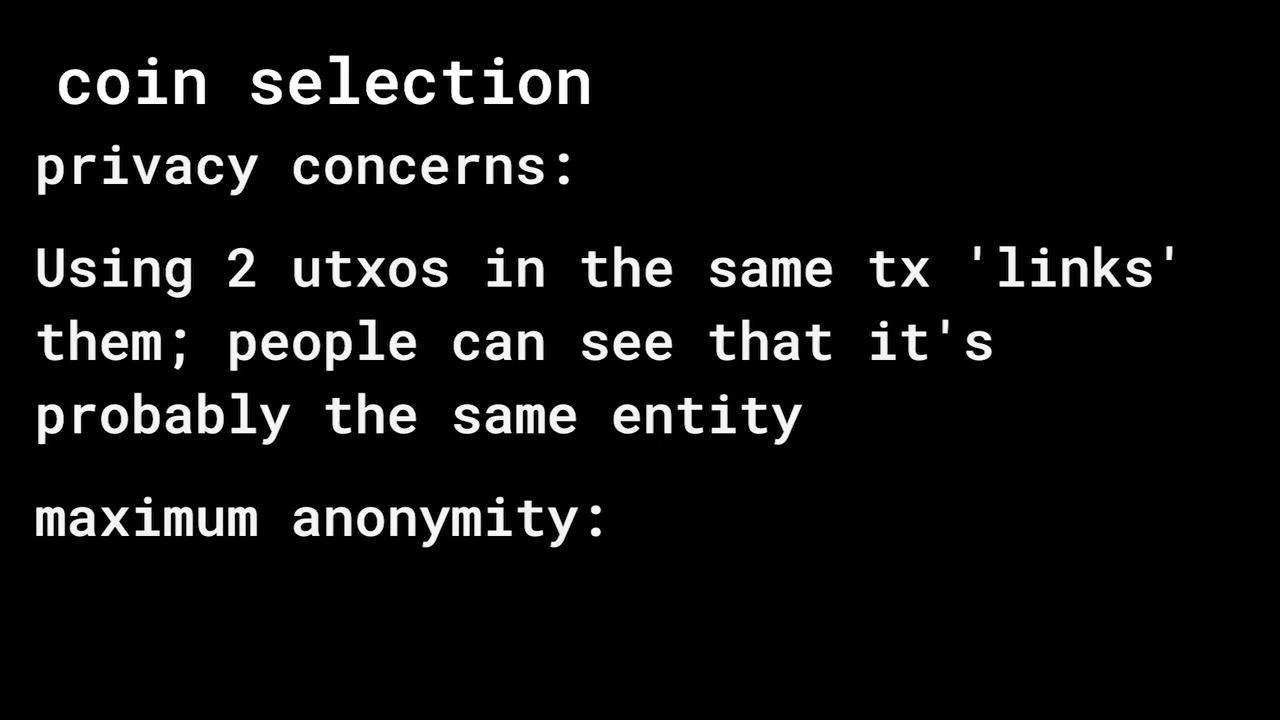 coin selection
privacy concerns:
Using 2 utxos in the same tx 'links'
them; people can see that it's
probably the same entity
maximum anonymity: